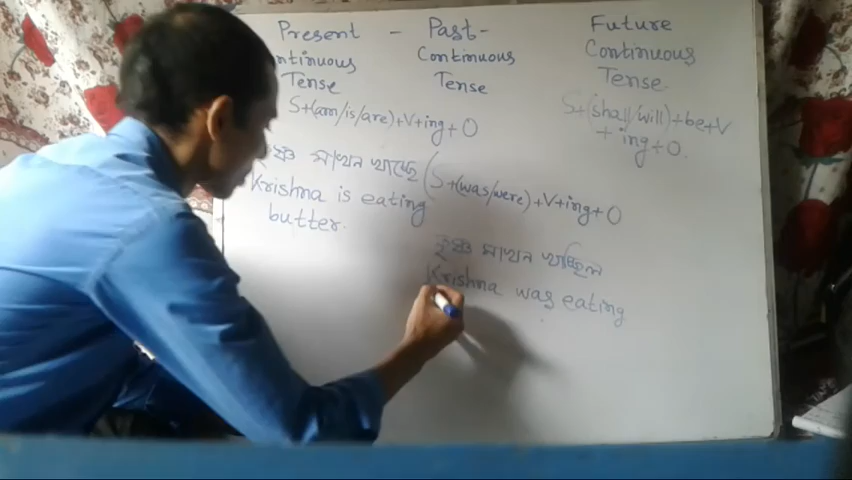 Present - Past- Future
ntinuous Continuous Continuous
Tense Tense Tense.
S+(am/is/are)+V+ing+O
S+(shall/will)+be+V
+ing+O.
মাখন খাচ্ছে
Krishna is eating
butter.
(S+(was/were)+V+ing+O
কৃষ্ণ মাখন খাচ্ছিল
Krishna was eating